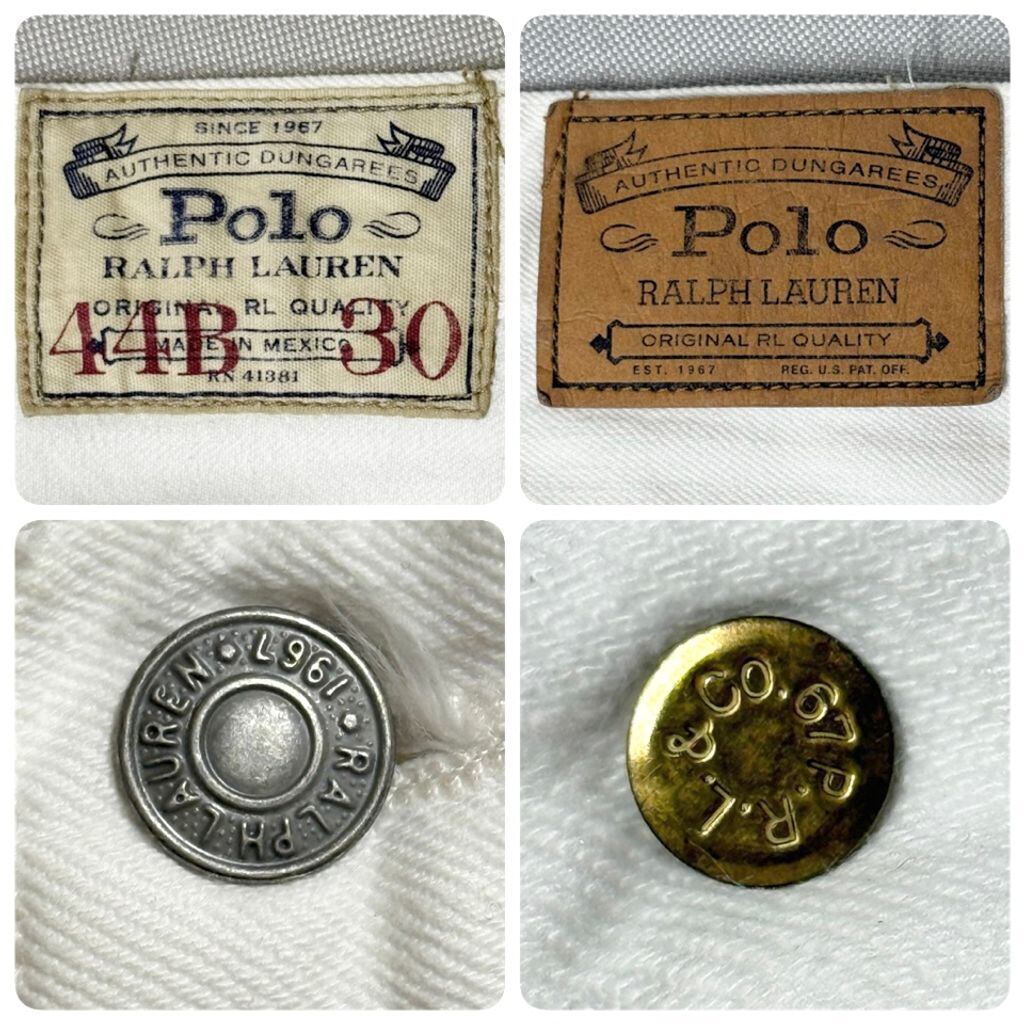 SINCE 1967
AUTHENTIC DUNGAREES
Polo
RALPH LAUREN
ORIGINAL RL QUALITY
44B 30
MADE IN MEXICO
RN 41381
AUTHENTIC DUNGAREES
Polo
RALPH LAUREN
ORIGINAL RL QUALITY
EST. 1967 REG. U.S. PAT. OFF.
RALPH LAUREN 1967
P.R.L. & CO. 67